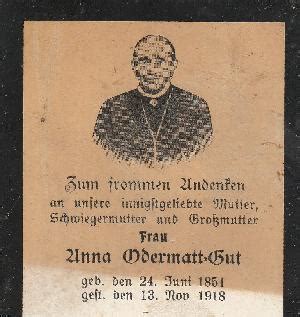 Zum frommen Andenken
an unsere innigstgeliebte Mutter,
Schwiegermutter und Großmutter
Frau
Anna Odermatt-Gut
geb. den 24. Juni 1851
gest. den 13. Nov 1918